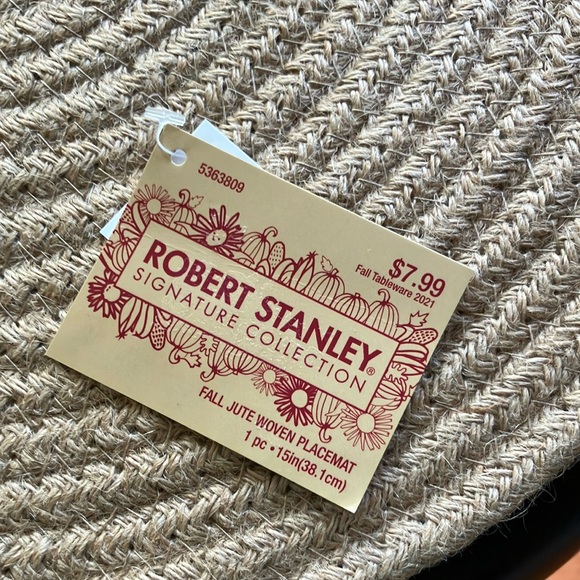 5363809
$7.99
Fall Tableware 2021
ROBERT STANLEY®
SIGNATURE COLLECTION
FALL JUTE WOVEN PLACEMAT
1 pc • 15in(38.1cm)